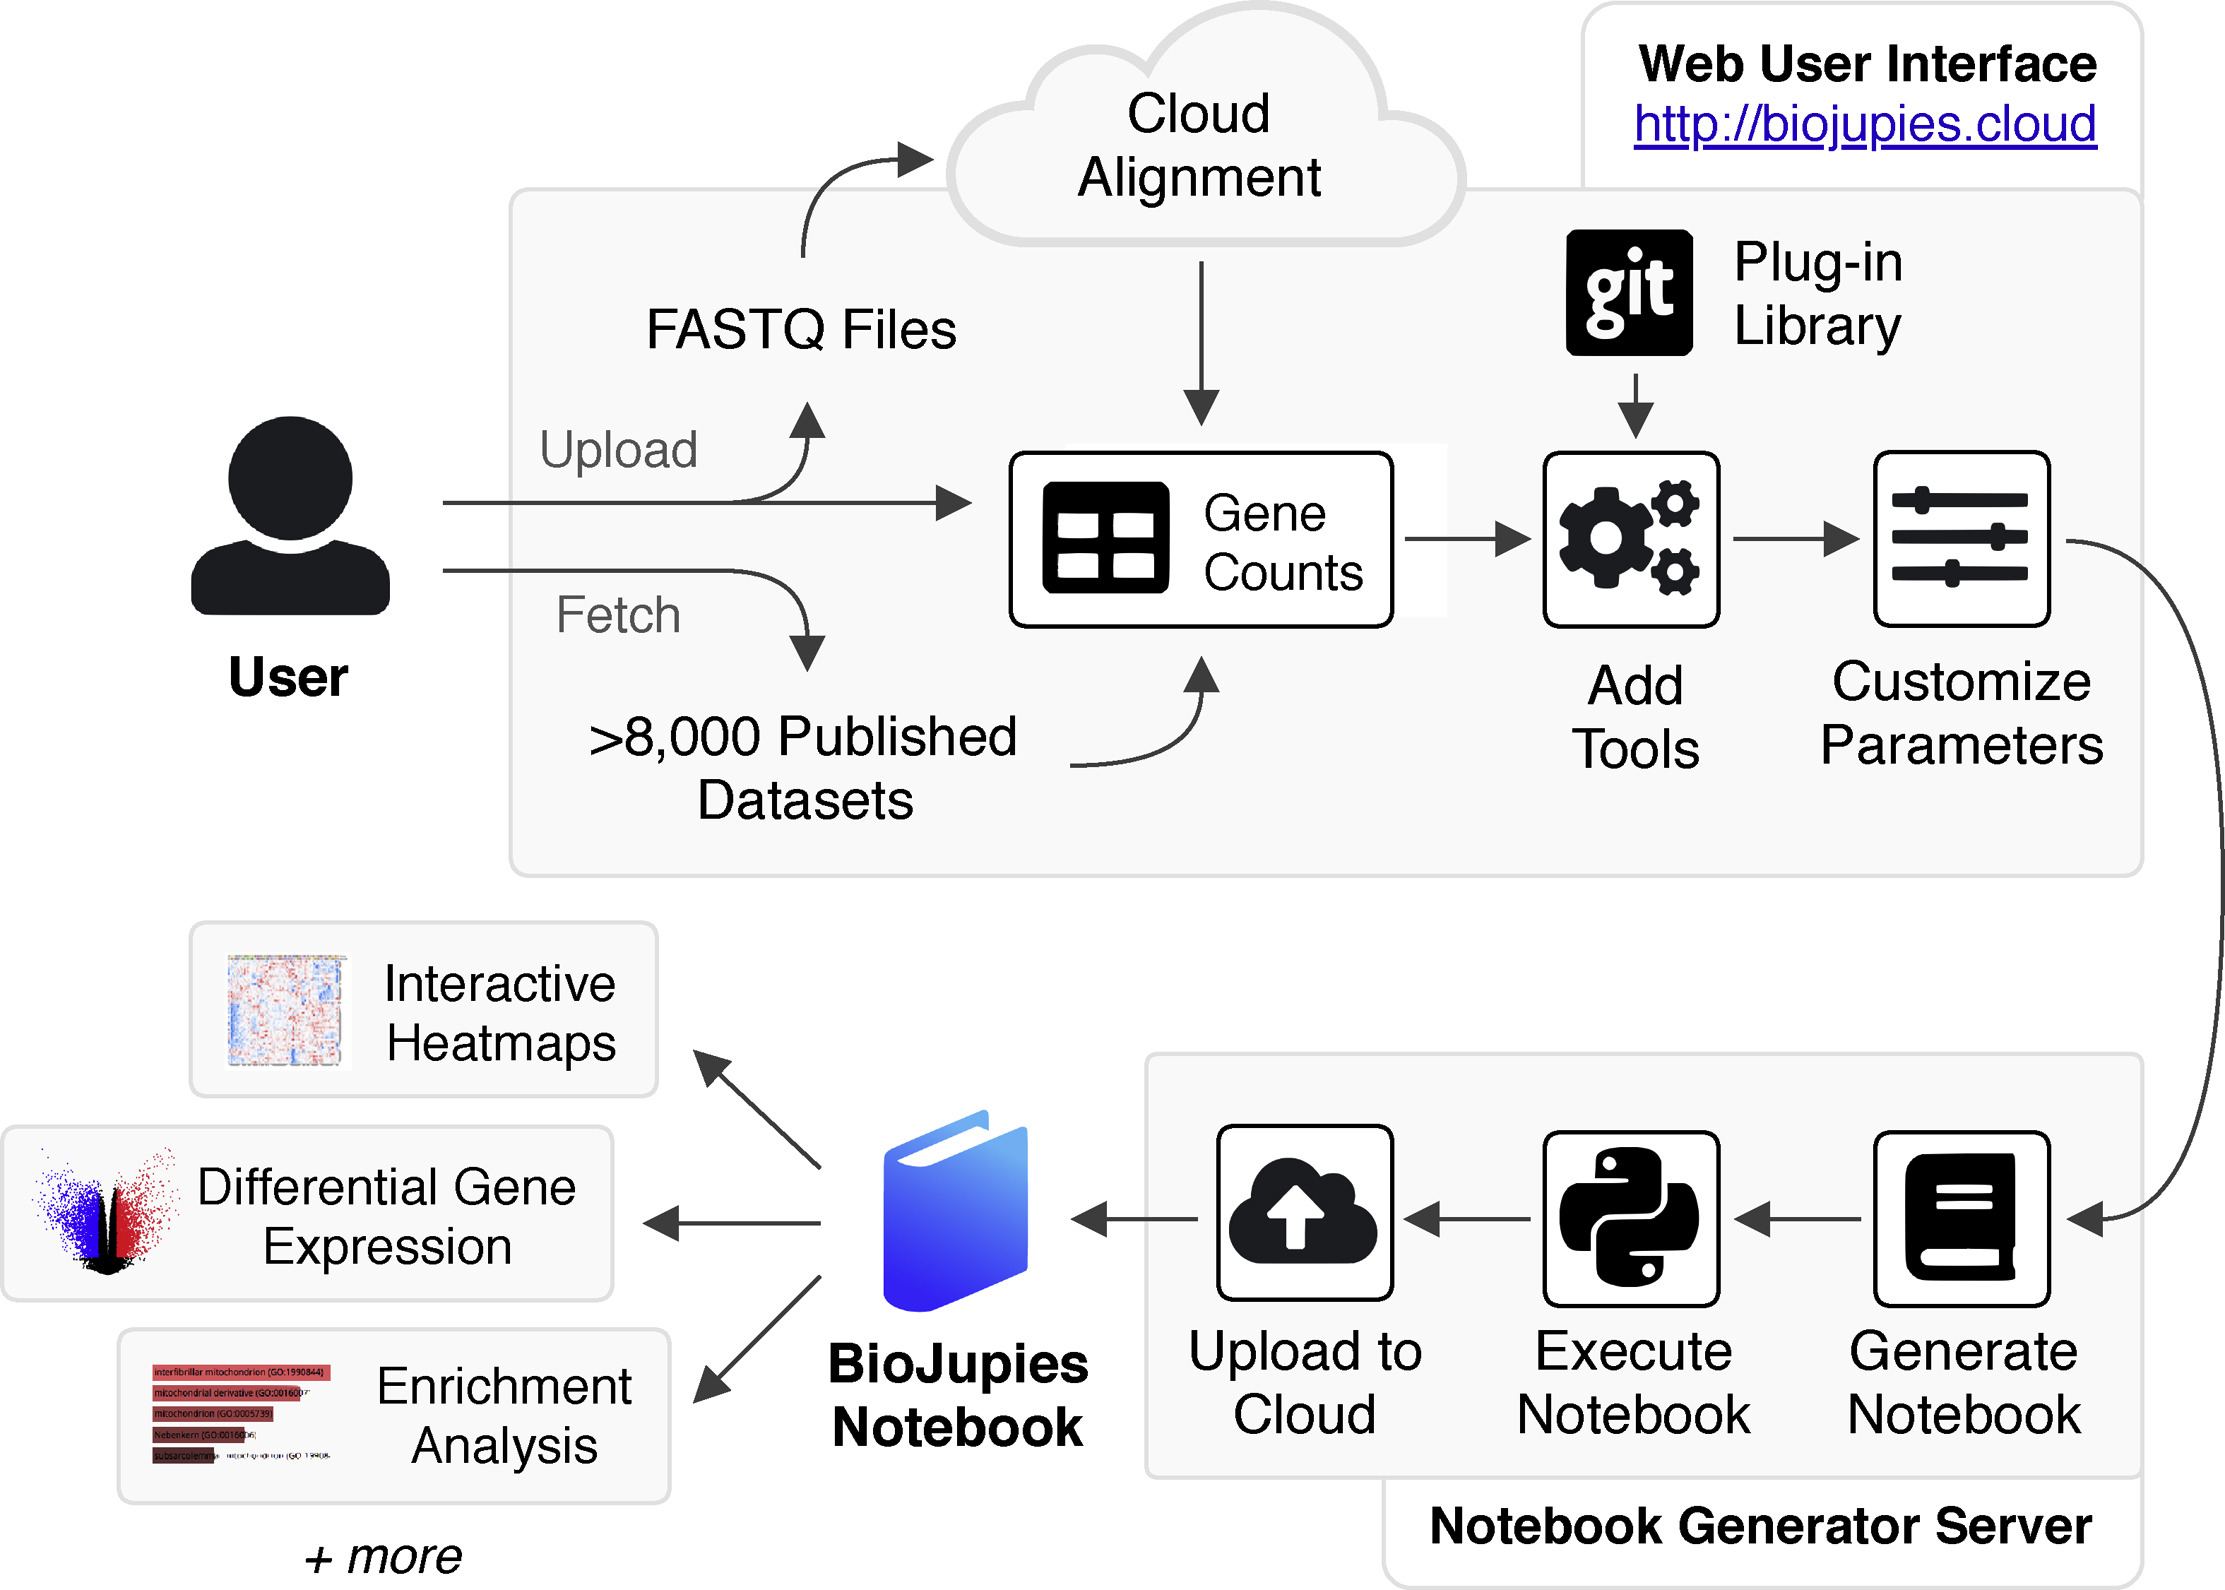 Web User Interface
http://biojupies.cloud
Cloud
Alignment
git
Plug-in
Library
FASTQ Files
Upload
Fetch
User
Gene
Counts
>8,000 Published
Datasets
Add
Tools
Customize
Parameters
Interactive
Heatmaps
Differential Gene
Expression
interfibrillar mitochondrion (GO:1990844)
mitochondrial derivative (GO:0016007)
mitochondrion (GO:0005739)
Nebenkern (GO:0016006)
mitochondrion (GO:19908
Enrichment
Analysis
+ more
BioJupies
Notebook
Upload to
Cloud
Execute
Notebook
Generate
Notebook
Notebook Generator Server